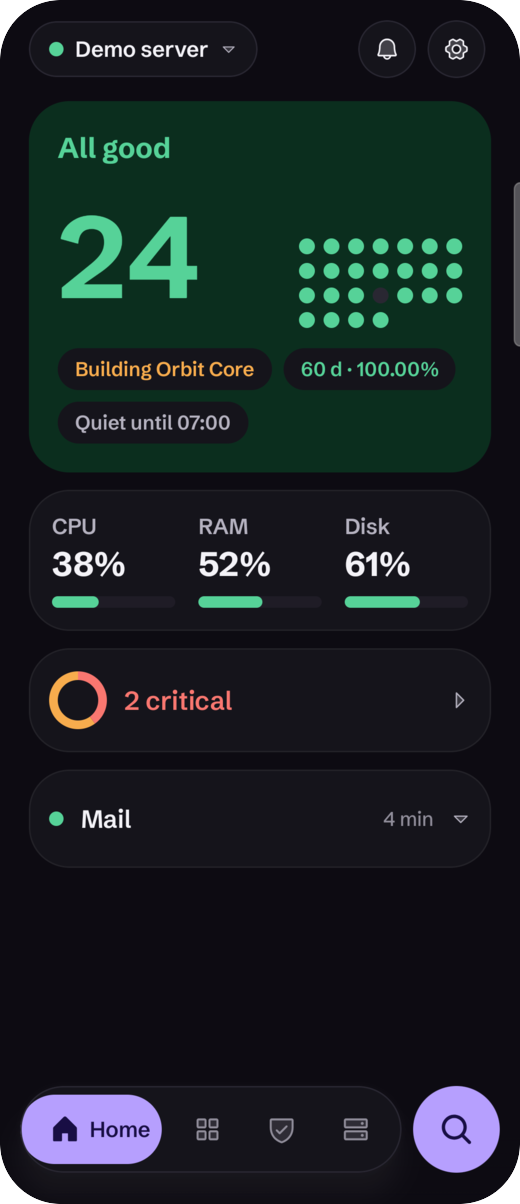 Demo server
All good
24
Building Orbit Core
60 d · 100.00%
Quiet until 07:00
CPU RAM Disk
38% 52% 61%
2 critical
Mail 4 min
Home